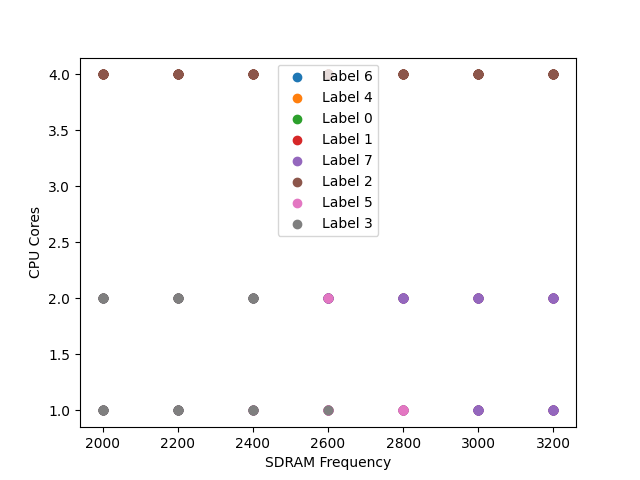 4.0
3.5
3.0
2.5
2.0
1.5
1.0
CPU Cores
Label 6
Label 4
Label 0
Label 1
Label 7
Label 2
Label 5
Label 3
2000 2200 2400 2600 2800 3000 3200
SDRAM Frequency